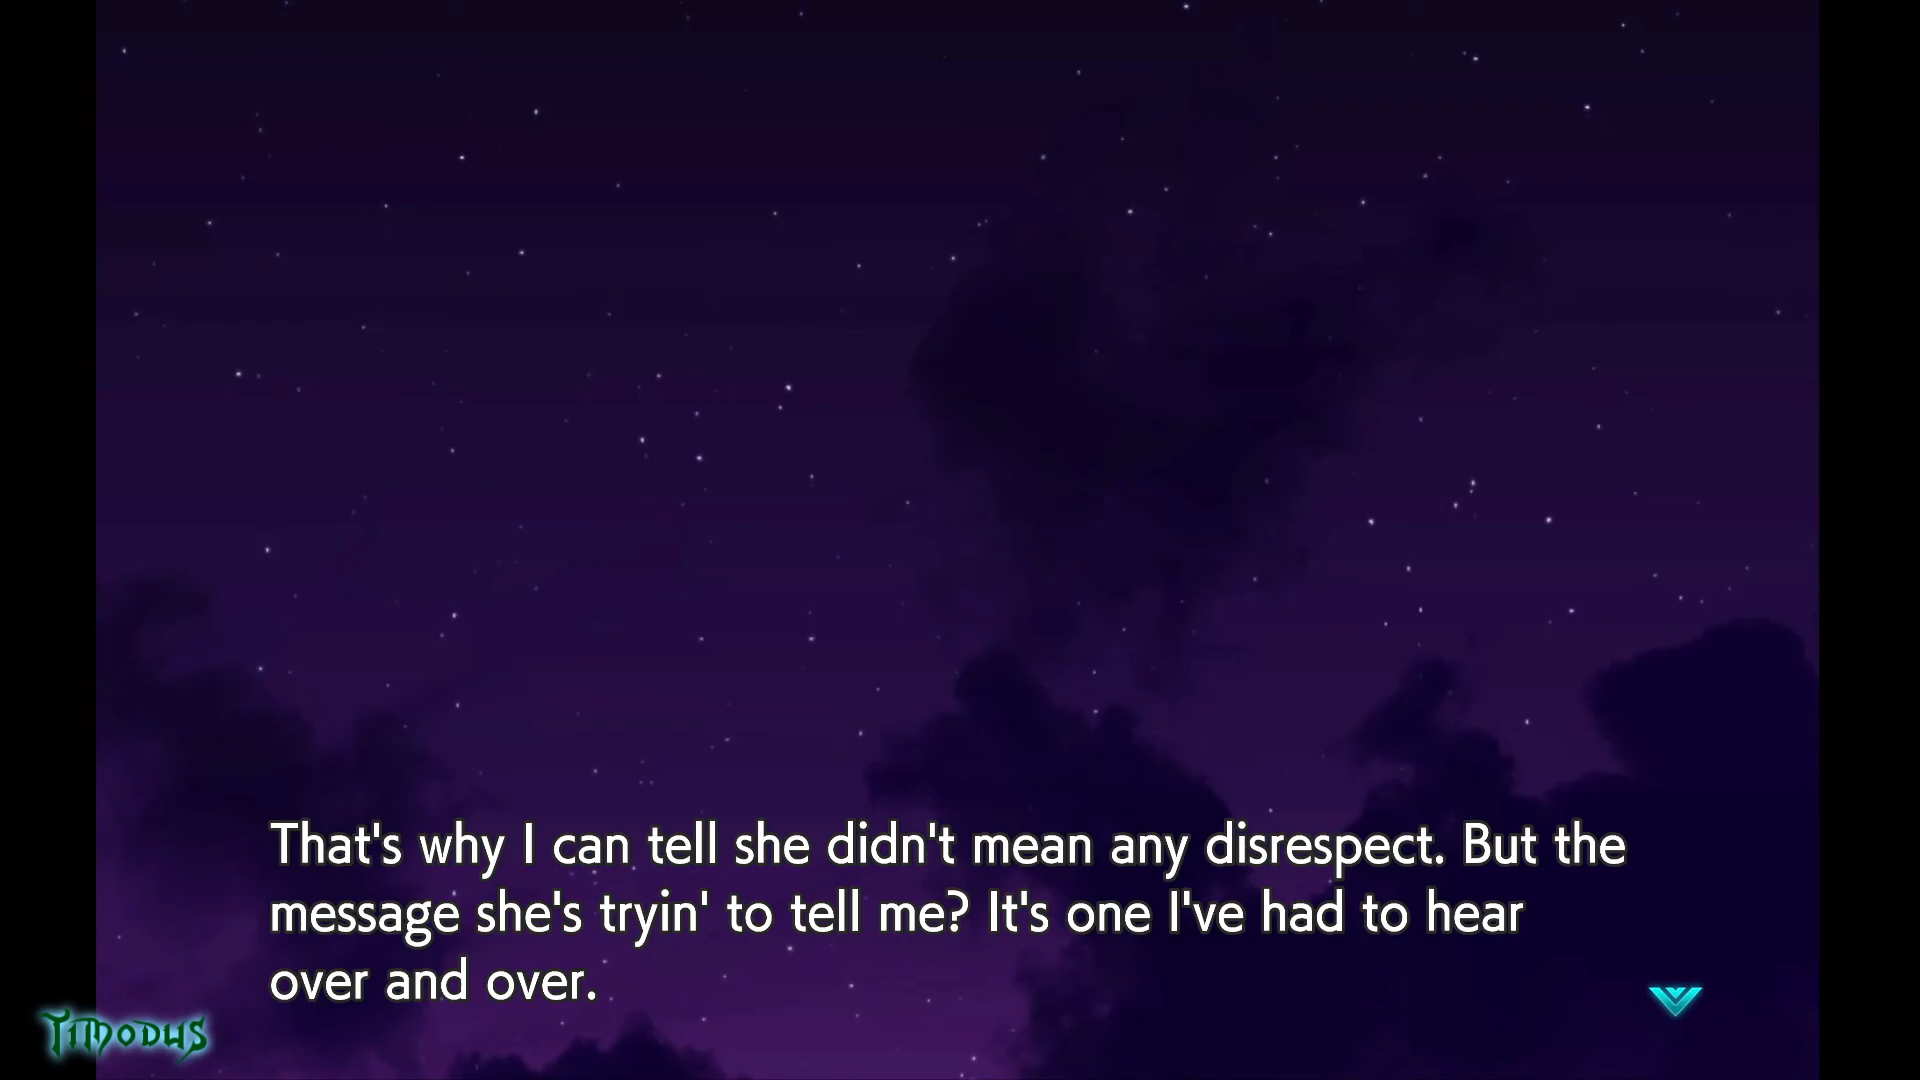 That's why I can tell she didn't mean any disrespect. But the
message she's tryin' to tell me? It's one I've had to hear
over and over.
TIMODUS